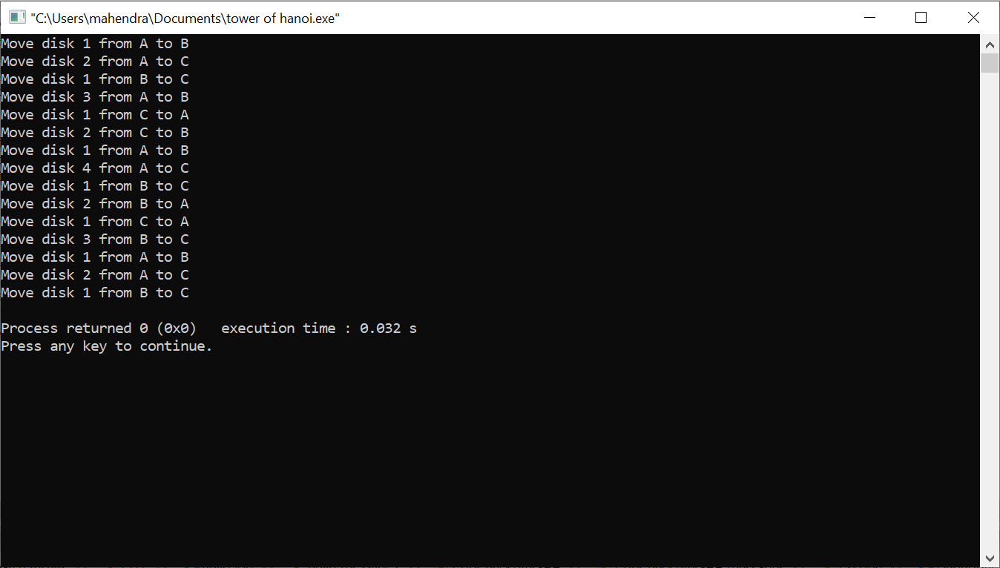 "C:\Users\mahendra\Documents\tower of hanoi.exe"
Move disk 1 from A to B
Move disk 2 from A to C
Move disk 1 from B to C
Move disk 3 from A to B
Move disk 1 from C to A
Move disk 2 from C to B
Move disk 1 from A to B
Move disk 4 from A to C
Move disk 1 from B to C
Move disk 2 from B to A
Move disk 1 from C to A
Move disk 3 from B to C
Move disk 1 from A to B
Move disk 2 from A to C
Move disk 1 from B to C
Process returned 0 (0x0)   execution time : 0.032 s
Press any key to continue.